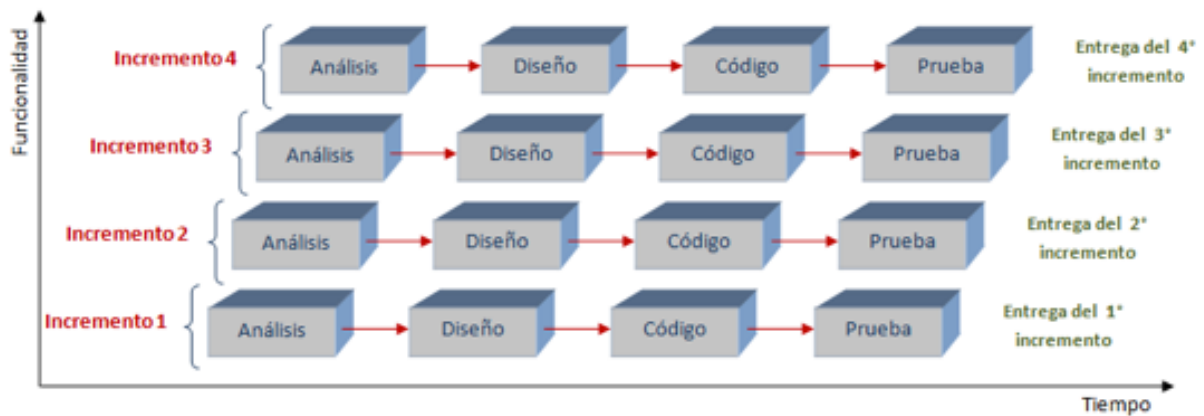 Funcionalidad
Incremento 4
Análisis
Diseño
Código
Prueba
Entrega del 4°
incremento
Incremento 3
Análisis
Diseño
Código
Prueba
Entrega del 3°
incremento
Incremento 2
Análisis
Diseño
Código
Prueba
Entrega del 2°
incremento
Incremento 1
Análisis
Diseño
Código
Prueba
Entrega del 1°
incremento
Tiempo